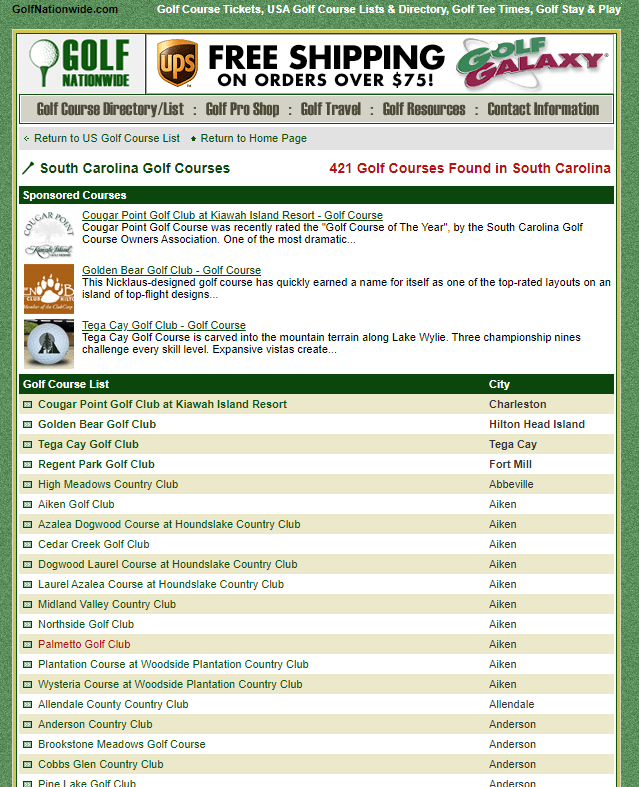 GolfNationwide.com Golf Course Tickets, USA Golf Course Lists & Directory, Golf Tee Times, Golf Stay & Play
GOLF NATIONWIDE
ups FREE SHIPPING ON ORDERS OVER $75! GOLF GALAXY
Golf Course Directory/List : Golf Pro Shop : Golf Travel : Golf Resources : Contact Information
Return to US Golf Course List Return to Home Page
South Carolina Golf Courses 421 Golf Courses Found in South Carolina
Sponsored Courses
COUGAR POINT
Kiawah Island
Cougar Point Golf Club at Kiawah Island Resort - Golf Course
Cougar Point Golf Course was recently rated the "Golf Course of The Year", by the South Carolina Golf
Course Owners Association. One of the most dramatic...
Golden Bear Golf Club - Golf Course
This Nicklaus-designed golf course has quickly earned a name for itself as one of the top-rated layouts on an
island of top-flight designs...
Tega Cay Golf Club - Golf Course
Tega Cay Golf Course is carved into the mountain terrain along Lake Wylie. Three championship nines
challenge every skill level. Expansive vistas create...
Golf Course List City
Cougar Point Golf Club at Kiawah Island Resort Charleston
Golden Bear Golf Club Hilton Head Island
Tega Cay Golf Club Tega Cay
Regent Park Golf Club Fort Mill
High Meadows Country Club Abbeville
Aiken Golf Club Aiken
Azalea Dogwood Course at Houndslake Country Club Aiken
Cedar Creek Golf Club Aiken
Dogwood Laurel Course at Houndslake Country Club Aiken
Laurel Azalea Course at Houndslake Country Club Aiken
Midland Valley Country Club Aiken
Northside Golf Club Aiken
Palmetto Golf Club Aiken
Plantation Course at Woodside Plantation Country Club Aiken
Wysteria Course at Woodside Plantation Country Club Aiken
Allendale County Country Club Allendale
Anderson Country Club Anderson
Brookstone Meadows Golf Course Anderson
Cobbs Glen Country Club Anderson
Pine Lake Golf Club Anderson